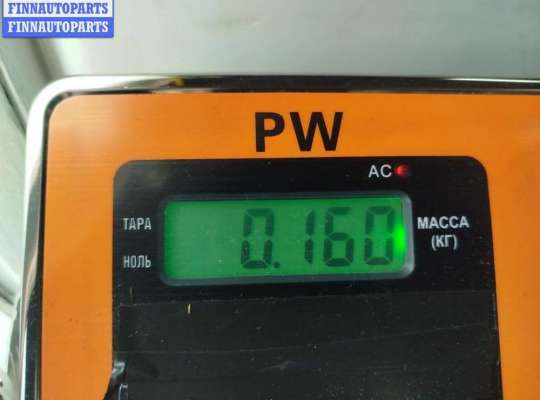 FINNAUTOPARTS
FINNAUTOPARTS
PW
AC
ТАРА
0.160
МАССА
(КГ)
НОЛЬ